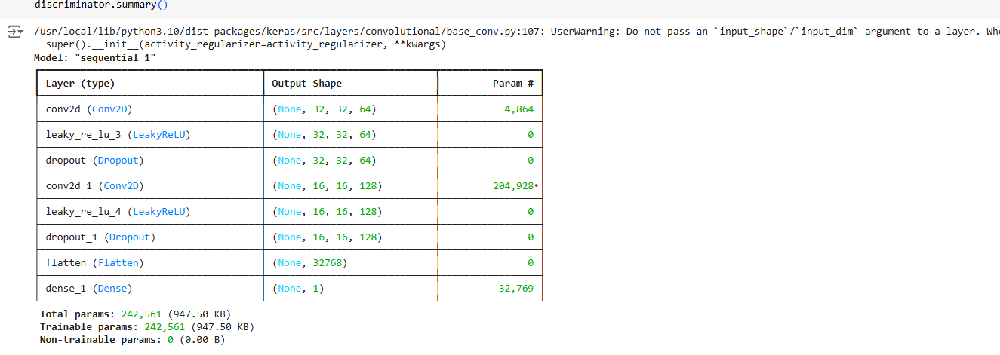 discriminator.summary()
/usr/local/lib/python3.10/dist-packages/keras/src/layers/convolutional/base_conv.py:107: UserWarning: Do not pass an `input_shape`/`input_dim` argument to a layer. Whe
super().__init__(activity_regularizer=activity_regularizer, **kwargs)
Model: "sequential_1"
Layer (type) Output Shape Param #
conv2d (Conv2D) (None, 32, 32, 64) 4,864
leaky_re_lu_3 (LeakyReLU) (None, 32, 32, 64) 0
dropout (Dropout) (None, 32, 32, 64) 0
conv2d_1 (Conv2D) (None, 16, 16, 128) 204,928
leaky_re_lu_4 (LeakyReLU) (None, 16, 16, 128) 0
dropout_1 (Dropout) (None, 16, 16, 128) 0
flatten (Flatten) (None, 32768) 0
dense_1 (Dense) (None, 1) 32,769
Total params: 242,561 (947.50 KB)
Trainable params: 242,561 (947.50 KB)
Non-trainable params: 0 (0.00 B)